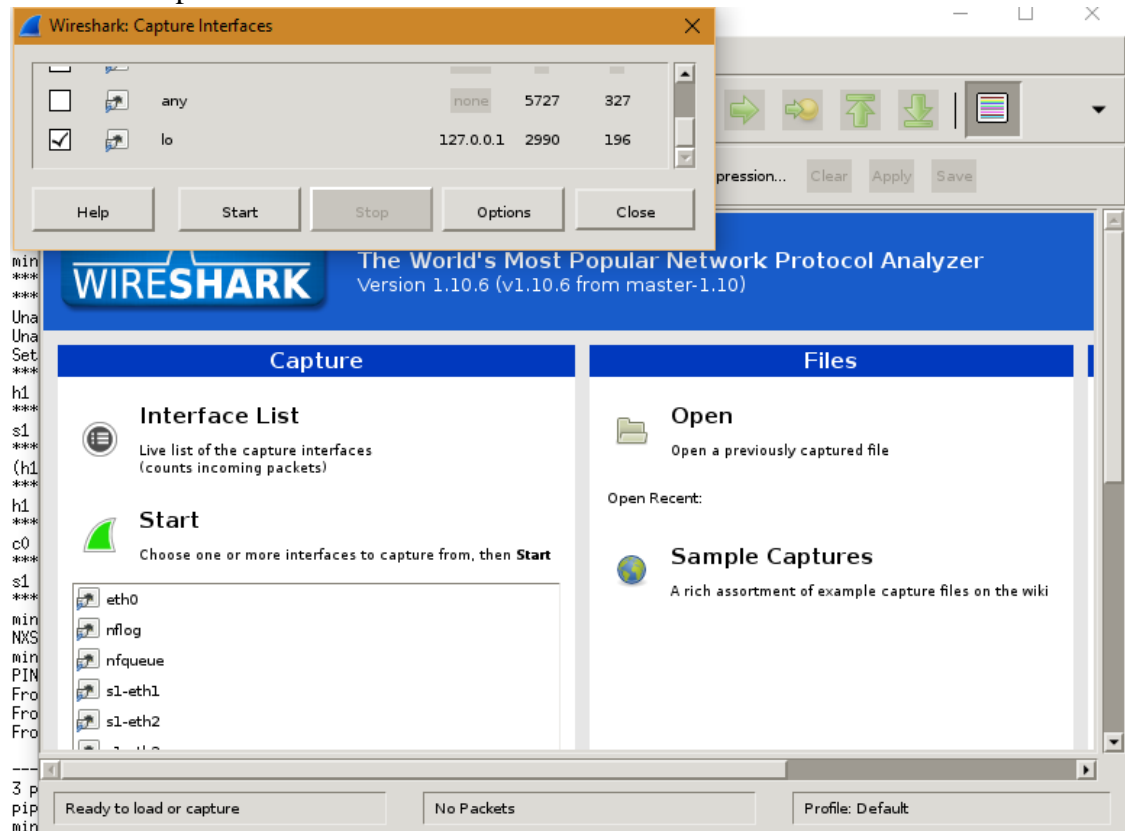 Wireshark: Capture Interfaces
any none 5727 327
lo 127.0.0.1 2990 196
Help Start Stop Options Close
pression... Clear Apply Save
WIRESHARK
The World's Most Popular Network Protocol Analyzer
Version 1.10.6 (v1.10.6 from master-1.10)
min
***
***
Una
Una
Set
***
h1
***
s1
***
(h1
***
h1
***
c0
***
s1
***
min
NXS
min
PIN
Fro
Fro
Fro
---
3 p
pip
min
Capture
Interface List
Live list of the capture interfaces
(counts incoming packets)
Start
Choose one or more interfaces to capture from, then Start
eth0
nflog
nfqueue
s1-eth1
s1-eth2
Files
Open
Open a previously captured file
Open Recent:
Sample Captures
A rich assortment of example capture files on the wiki
Ready to load or capture
No Packets
Profile: Default